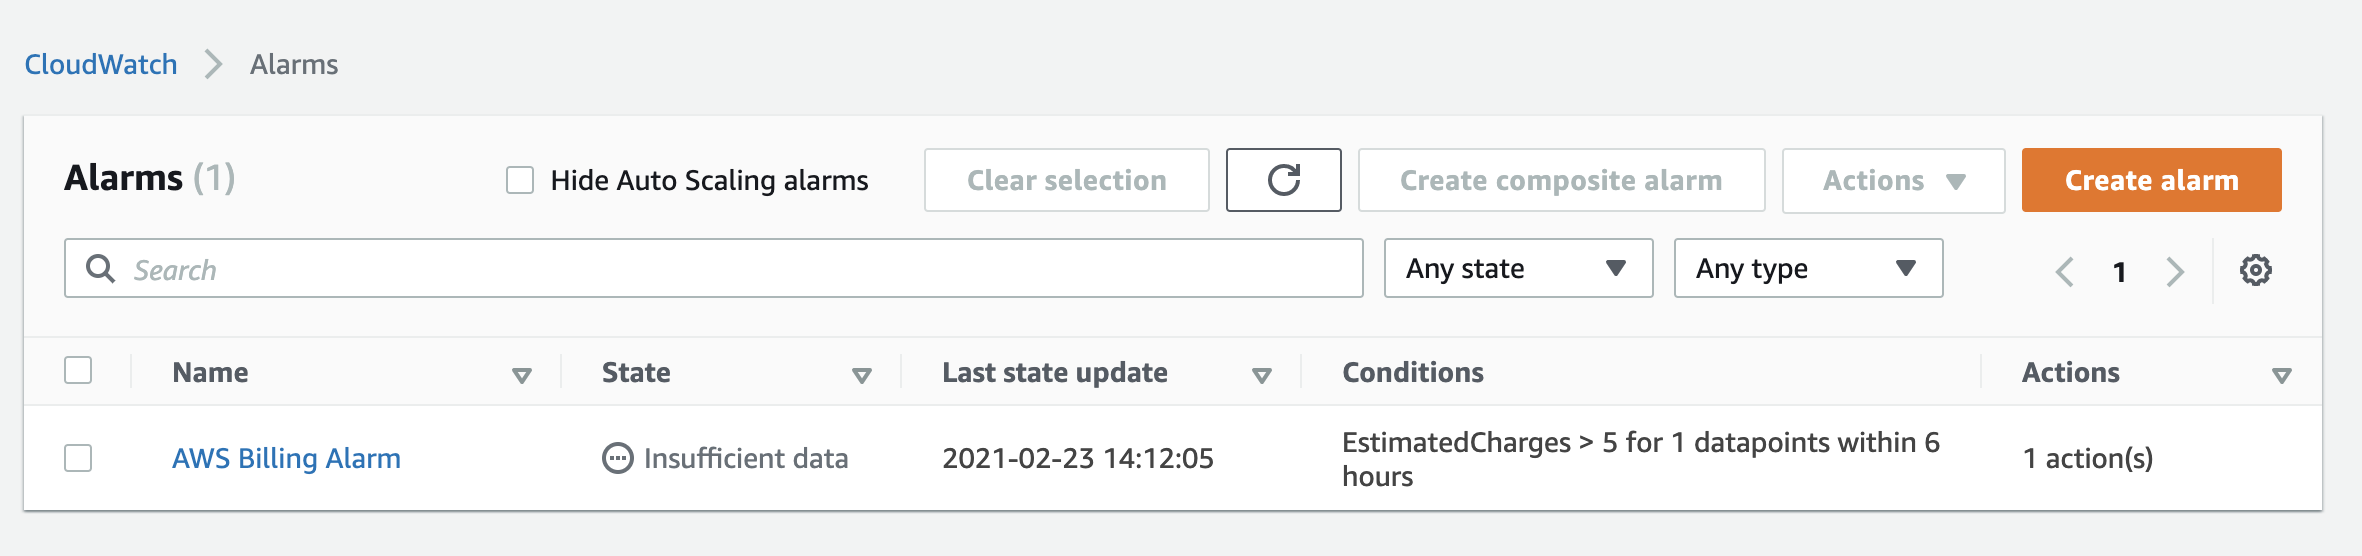 CloudWatch Alarms
Alarms (1)
Hide Auto Scaling alarms
Clear selection
Create composite alarm
Actions
Create alarm
Search
Any state
Any type
1
Name State Last state update Conditions Actions
AWS Billing Alarm Insufficient data 2021-02-23 14:12:05 EstimatedCharges > 5 for 1 datapoints within 6
hours
1 action(s)